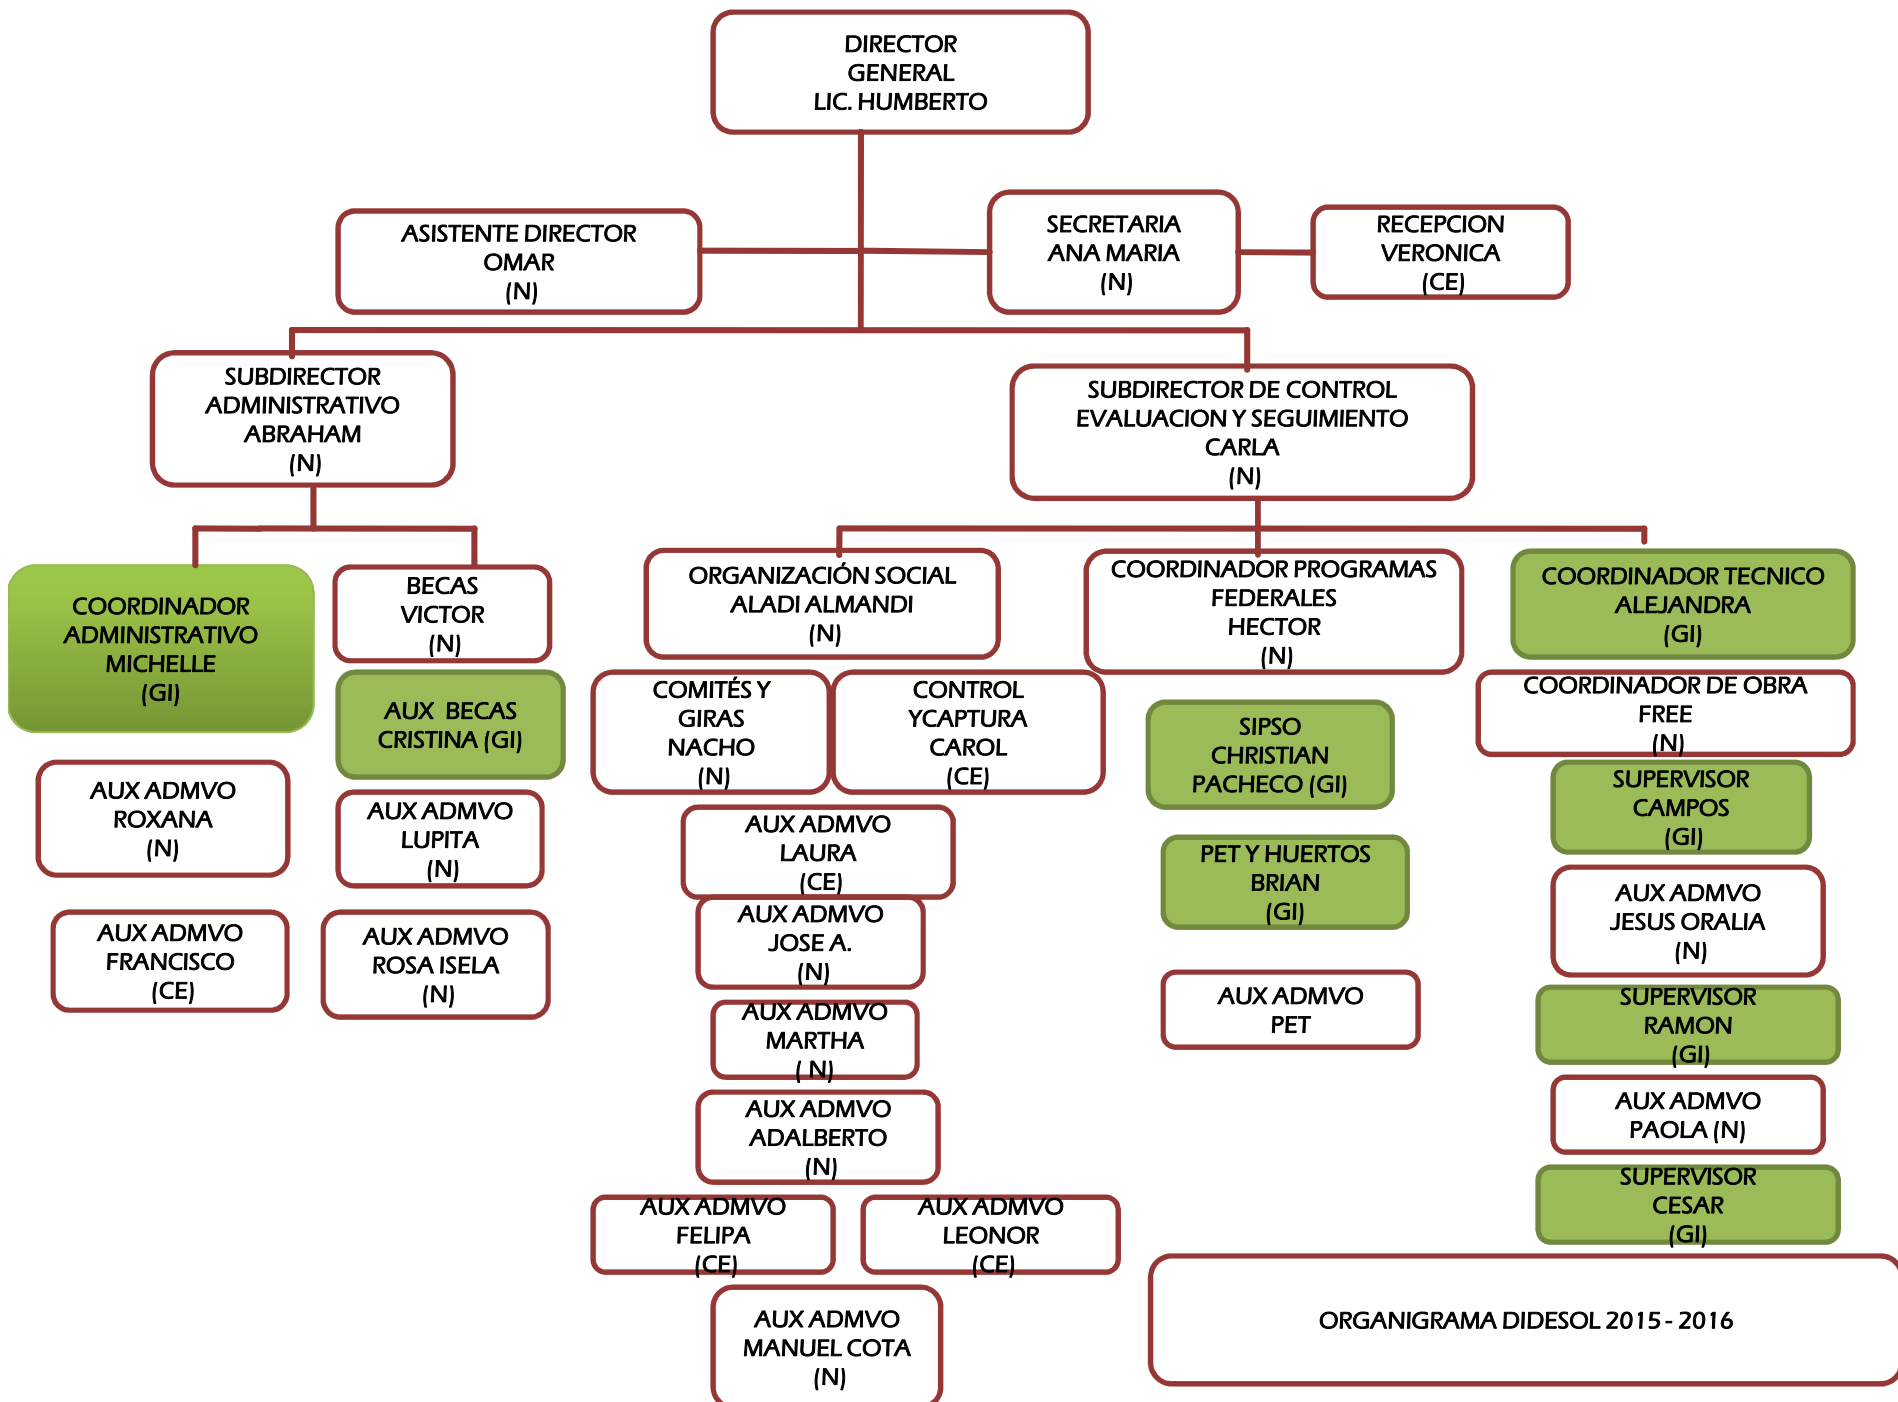 DIRECTOR
GENERAL
LIC. HUMBERTO
ASISTENTE DIRECTOR
OMAR
(N)
SECRETARIA
ANA MARIA
(N)
RECEPCION
VERONICA
(CE)
SUBDIRECTOR
ADMINISTRATIVO
ABRAHAM
(N)
SUBDIRECTOR DE CONTROL
EVALUACION Y SEGUIMIENTO
CARLA
(N)
COORDINADOR
ADMINISTRATIVO
MICHELLE
(GI)
AUX ADMVO
ROXANA
(N)
AUX ADMVO
FRANCISCO
(CE)
BECAS
VICTOR
(N)
AUX  BECAS
CRISTINA (GI)
AUX ADMVO
LUPITA
(N)
AUX ADMVO
ROSA ISELA
(N)
ORGANIZACIÓN SOCIAL
ALADI ALMANDI
(N)
COMITÉS Y
GIRAS
NACHO
(N)
CONTROL
YCAPTURA
CAROL
(CE)
AUX ADMVO
LAURA
(CE)
AUX ADMVO
JOSE A.
(N)
AUX ADMVO
MARTHA
( N)
AUX ADMVO
ADALBERTO
(N)
AUX ADMVO
FELIPA
(CE)
AUX ADMVO
LEONOR
(CE)
AUX ADMVO
MANUEL COTA
(N)
COORDINADOR PROGRAMAS
FEDERALES
HECTOR
(N)
SIPSO
CHRISTIAN
PACHECO (GI)
PET Y HUERTOS
BRIAN
(GI)
AUX ADMVO
PET
COORDINADOR TECNICO
ALEJANDRA
(GI)
COORDINADOR DE OBRA
FREE
(N)
SUPERVISOR
CAMPOS
(GI)
AUX ADMVO
JESUS ORALIA
(N)
SUPERVISOR
RAMON
(GI)
AUX ADMVO
PAOLA (N)
SUPERVISOR
CESAR
(GI)
ORGANIGRAMA DIDESOL 2015 - 2016